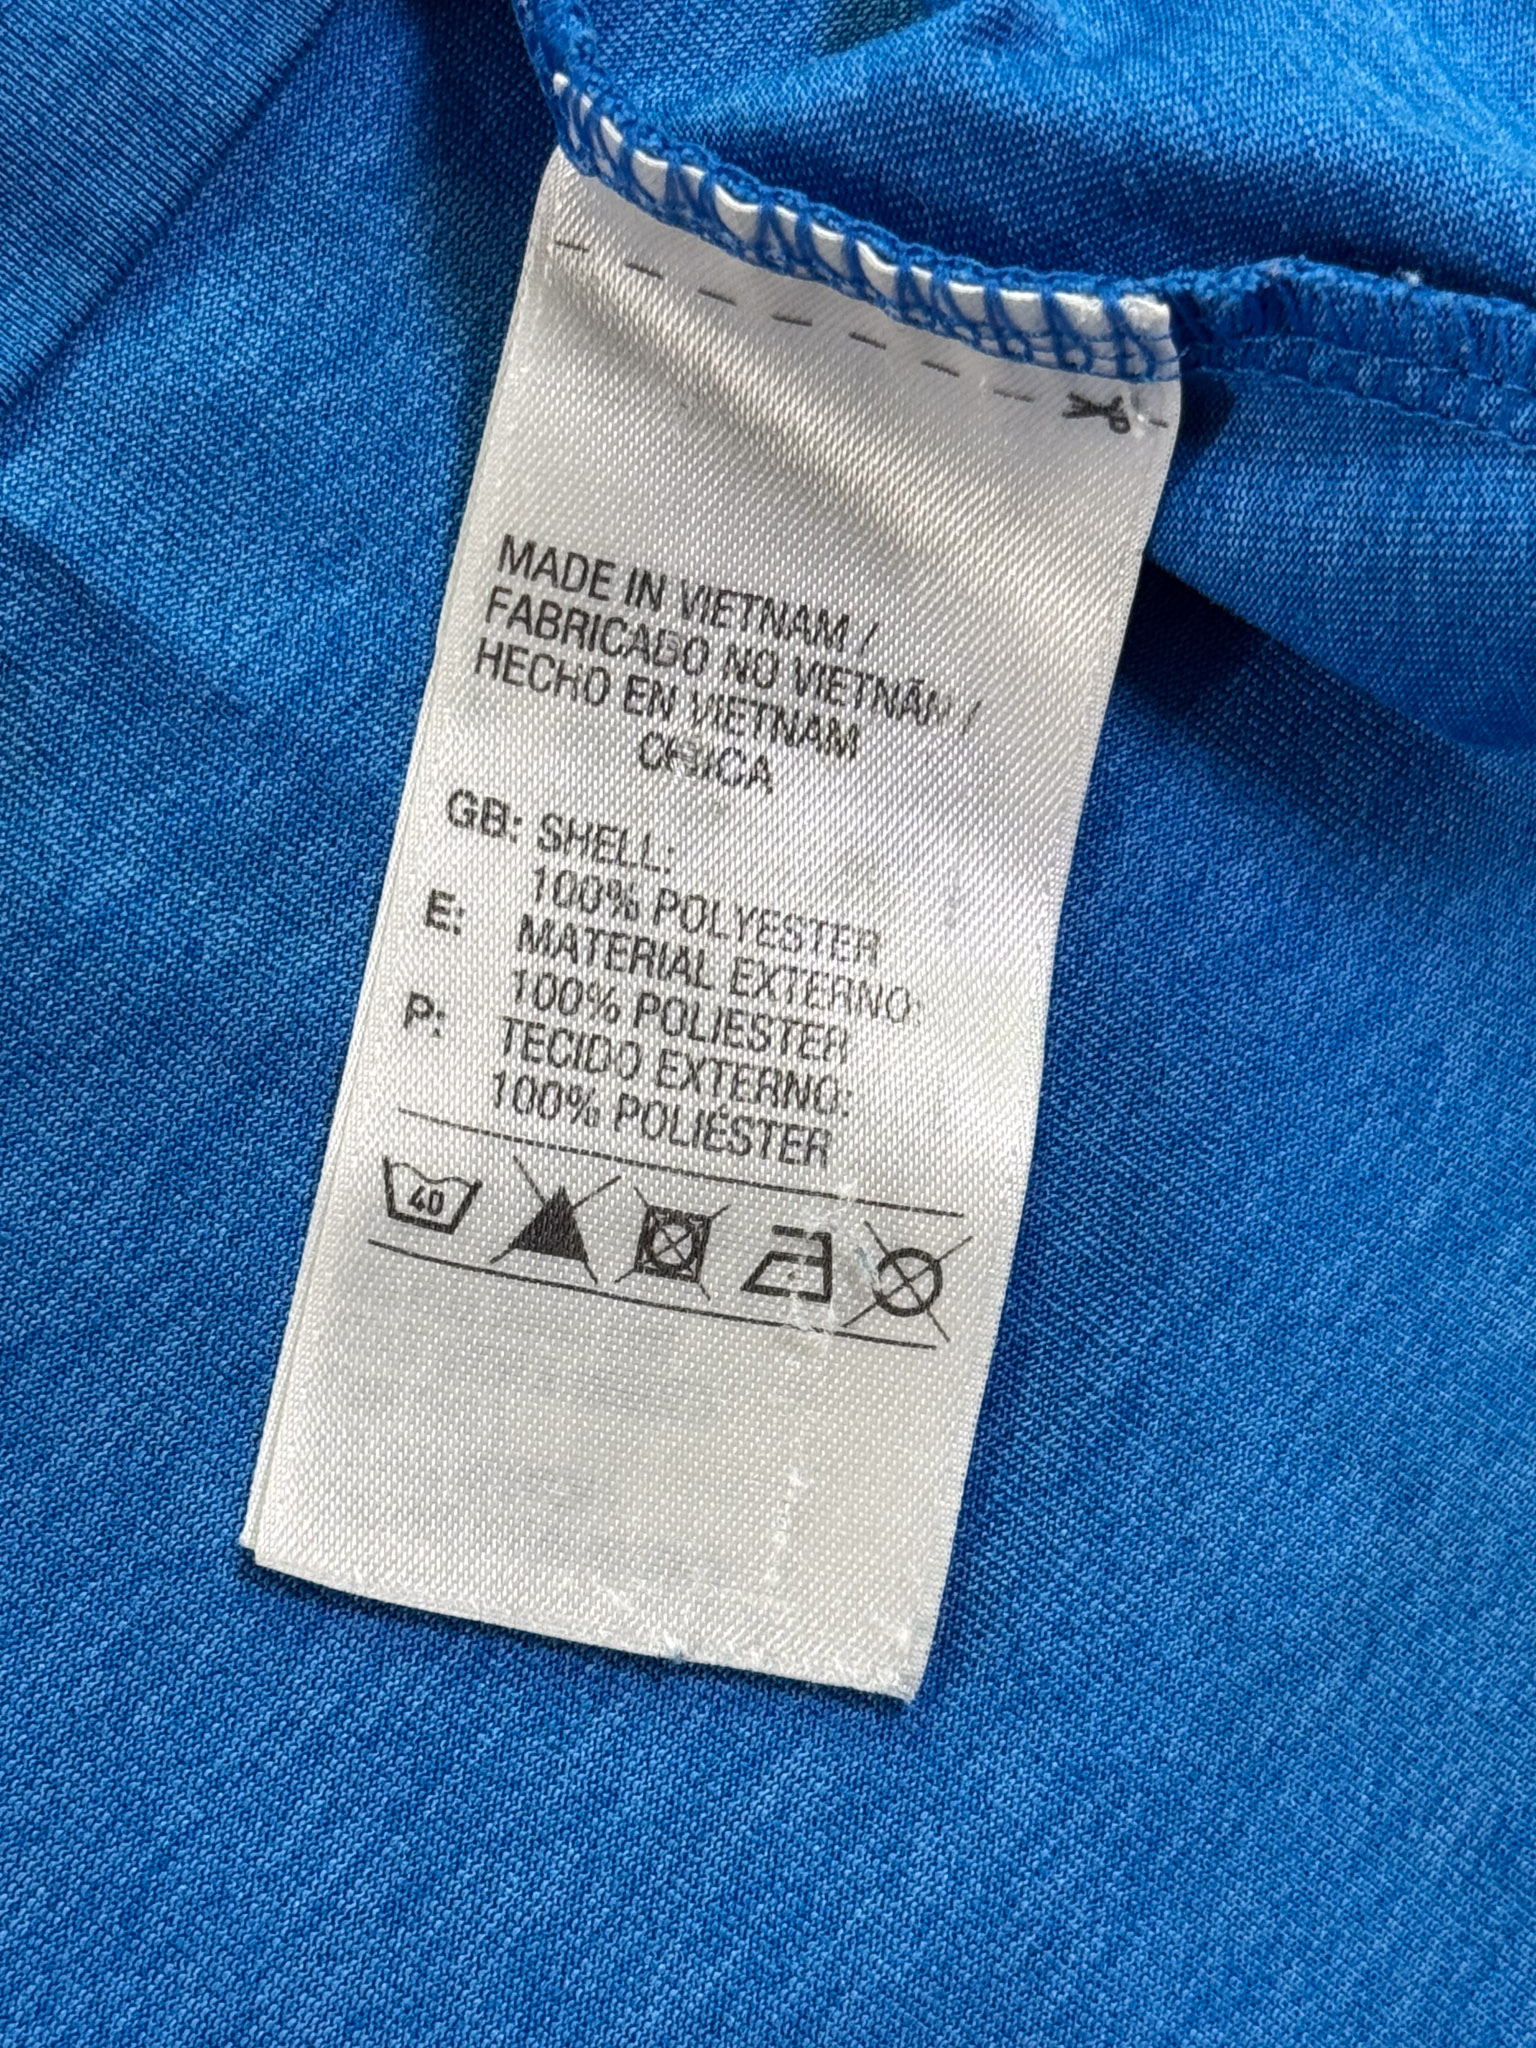 MADE IN VIETNAM /
FABRICADO NO VIETNÃM /
HECHO EN VIETNAM
GB: SHELL:
100% POLYESTER
E: MATERIAL EXTERNO:
100% POLIESTER
P: TECIDO EXTERNO:
100% POLIÉSTER
40